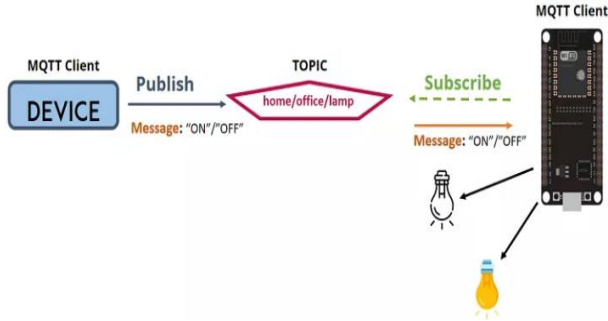 MQTT Client
MQTT Client
DEVICE
Publish
Message: “ON”/”OFF”
TOPIC
home/office/lamp
Subscribe
Message: “ON”/”OFF”